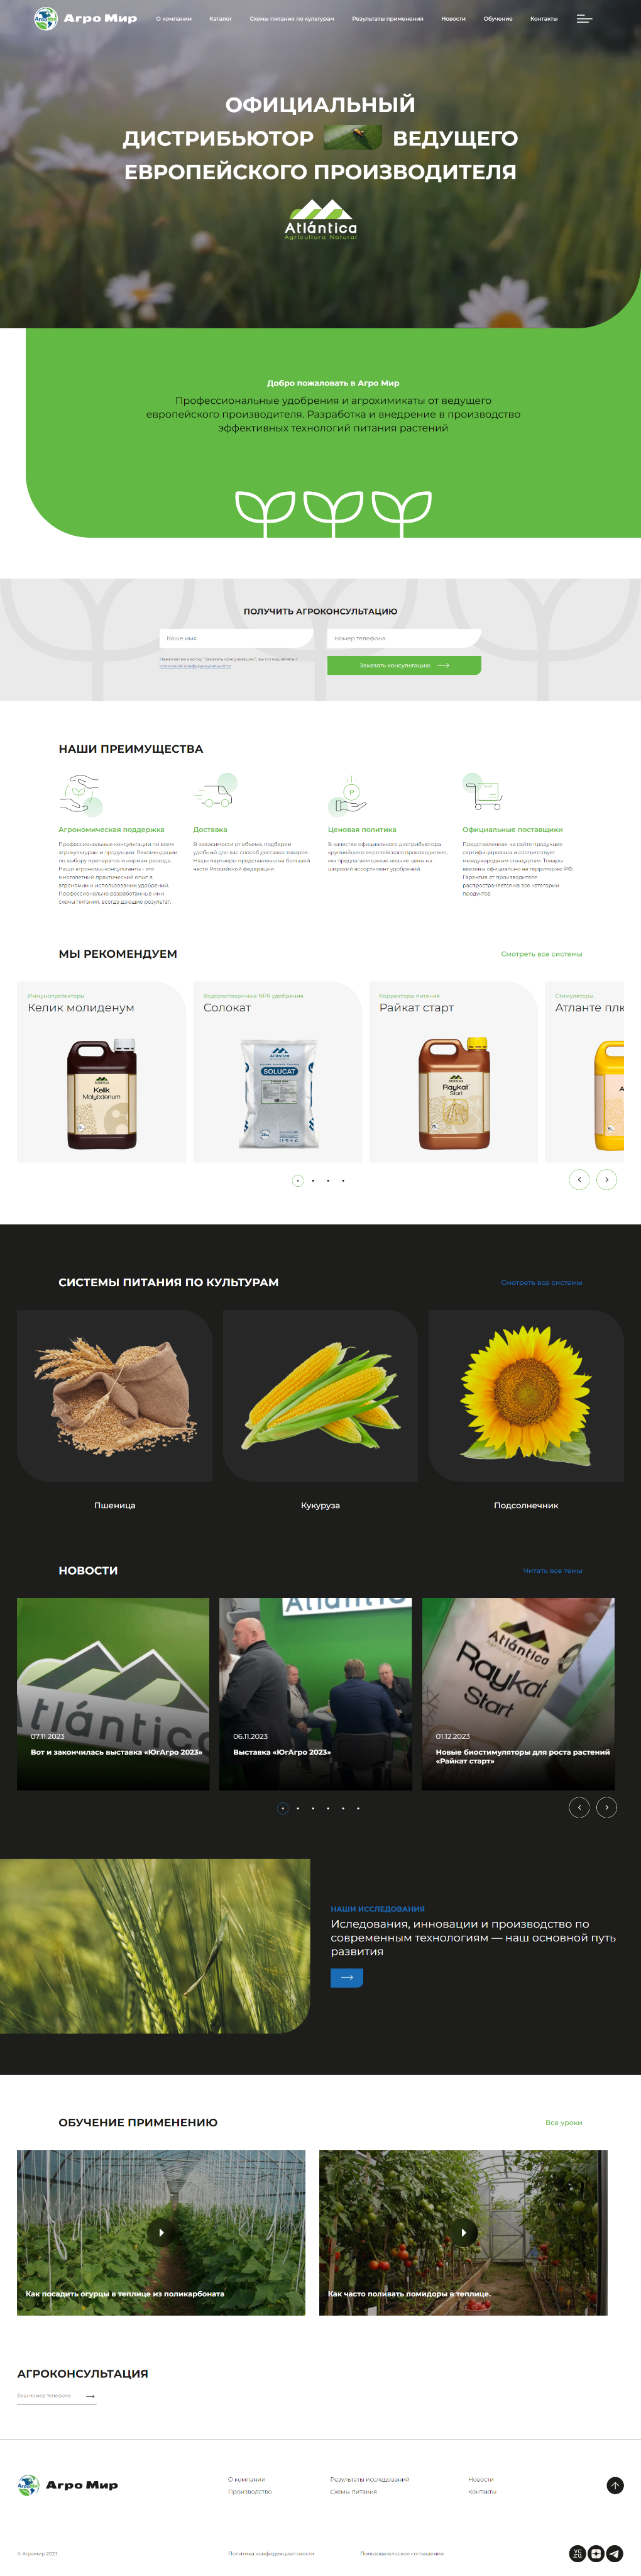 Агро Мир
О компании
Каталог
Схемы питания по культурам
Результаты применения
Новости
Обучение
Контакты
ОФИЦИАЛЬНЫЙ
ДИСТРИБЬЮТОР ВЕДУЩЕГО
ЕВРОПЕЙСКОГО ПРОИЗВОДИТЕЛЯ
Atlántica
Agricultura Natural
Добро пожаловать в Агро Мир
Профессиональные удобрения и агрохимикаты от ведущего
европейского производителя. Разработка и внедрение в производство
эффективных технологий питания растений
ПОЛУЧИТЬ АГРОКОНСУЛЬТАЦИЮ
Ваше имя
Номер телефона
Нажимая на кнопку "Заказать консультацию", вы соглашаетесь с
политикой конфиденциальности
Заказать консультацию
НАШИ ПРЕИМУЩЕСТВА
Агрономическая поддержка
Профессиональные консультации по всем
агрокультурам и продукции. Рекомендации
по выбору препаратов и нормам расхода.
Наши агрономы-консультанты - это
многолетний практический опыт в
агрономии и использовании удобрений.
Профессионально разработанные ими
схемы питания, всегда дающие результат.
Доставка
В зависимости от объема, подберем
удобный для вас способ доставки товаров.
Наши партнеры представлены на большей
части Российской федерации
Ценовая политика
В качестве официального дистрибьютора
крупнейшего европейского производителя,
мы предлагаем самые низкие цены на
широкий ассортимент удобрений
Официальные поставщики
Представленная на сайте продукция
сертифицирована и соответствует
международным стандартам. Товары
ввезены официально на территорию РФ.
Гарантия от производителя
распространяется на все категории
продуктов
МЫ РЕКОМЕНДУЕМ
Смотреть все системы
Иммунопротекторы
Келик молиденум
Kelik
Molybdenum
Водорастворимые NPK удобрения
Солокат
Atlántica
SOLUCAT
Корректоры питания
Райкат старт
Raykat
Start
Стимуляторы
Атланте плю
СИСТЕМЫ ПИТАНИЯ ПО КУЛЬТУРАМ
Смотреть все системы
Пшеница
Кукуруза
Подсолнечник
НОВОСТИ
Читать все темы
07.11.2023
Вот и закончилась выставка «ЮгАгро 2023»
06.11.2023
Выставка «ЮгАгро 2023»
Atlántica
Raykat
Start
01.12.2023
Новые биостимуляторы для роста растений
«Райкат старт»
НАШИ ИССЛЕДОВАНИЯ
Иследования, инновации и производство по
современным технологиям — наш основной путь
развития
ОБУЧЕНИЕ ПРИМЕНЕНИЮ
Все уроки
Как посадить огурцы в теплице из поликарбоната
Как часто поливать помидоры в теплице.
АГРОКОНСУЛЬТАЦИЯ
Ваш номер телефона
Агро Мир
О компании
Производство
Результаты исследований
Схемы питания
Новости
Контакты
© Агромир 2023
Политика конфиденциальности
Пользовательское соглашение